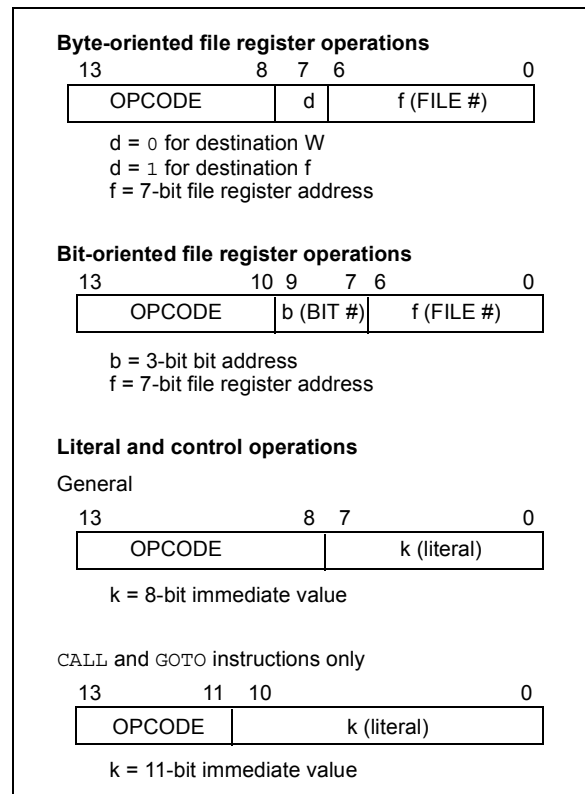 Byte-oriented file register operations
13 8 7 6 0
OPCODE d f (FILE #)
d = 0 for destination W
d = 1 for destination f
f = 7-bit file register address
Bit-oriented file register operations
13 10 9 7 6 0
OPCODE b (BIT #) f (FILE #)
b = 3-bit bit address
f = 7-bit file register address
Literal and control operations
General
13 8 7 0
OPCODE k (literal)
k = 8-bit immediate value
CALL and GOTO instructions only
13 11 10 0
OPCODE k (literal)
k = 11-bit immediate value